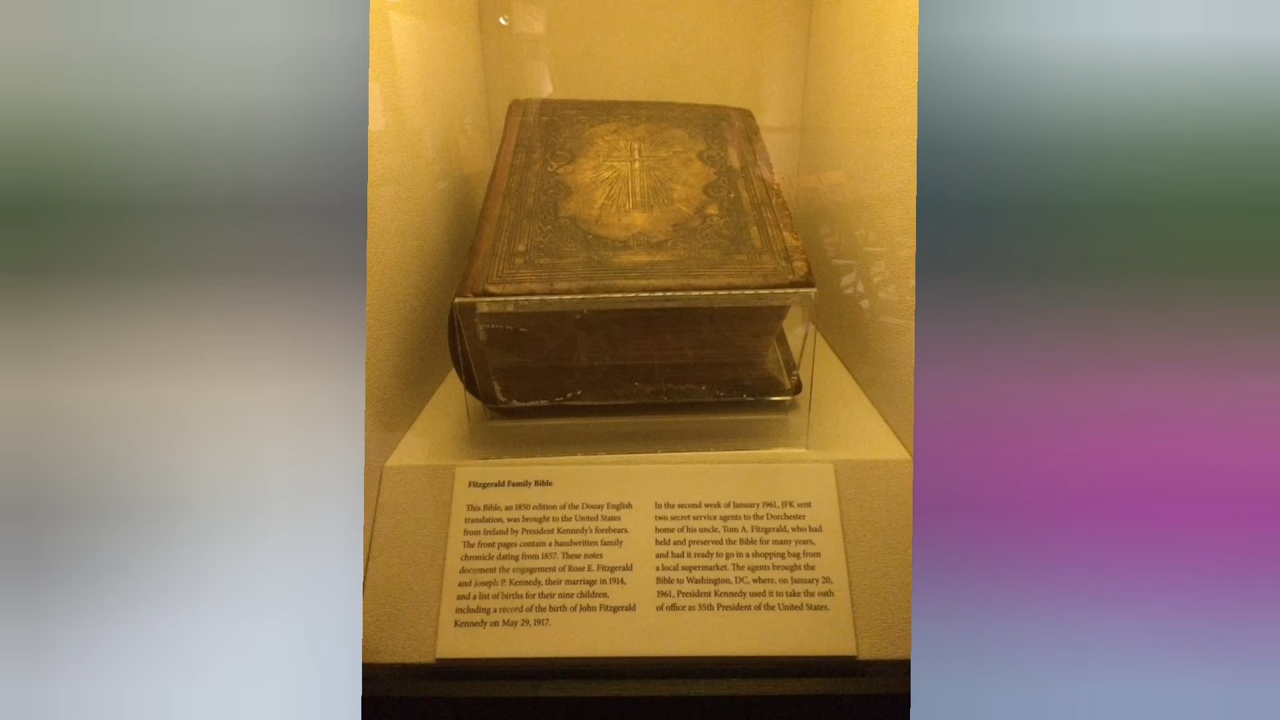 Fitzgerald Family Bible
This Bible, an 1850 edition of the Douay English
translation, was brought to the United States
from Ireland by President Kennedy's forebears.
The front pages contain a handwritten family
chronicle dating from 1857. These notes
document the engagement of Rose E. Fitzgerald
and Joseph P. Kennedy, their marriage in 1914,
and a list of births for their nine children,
including a record of the birth of John Fitzgerald
Kennedy on May 29, 1917.
In the second week of January 1961, JFK sent
two secret service agents to the Dorchester
home of his uncle, Tom A. Fitzgerald, who had
held and preserved the Bible for many years,
and had it ready to go in a shopping bag from
a local supermarket. The agents brought the
Bible to Washington, DC, where, on January 20,
1961, President Kennedy used it to take the oath
of office as 35th President of the United States.